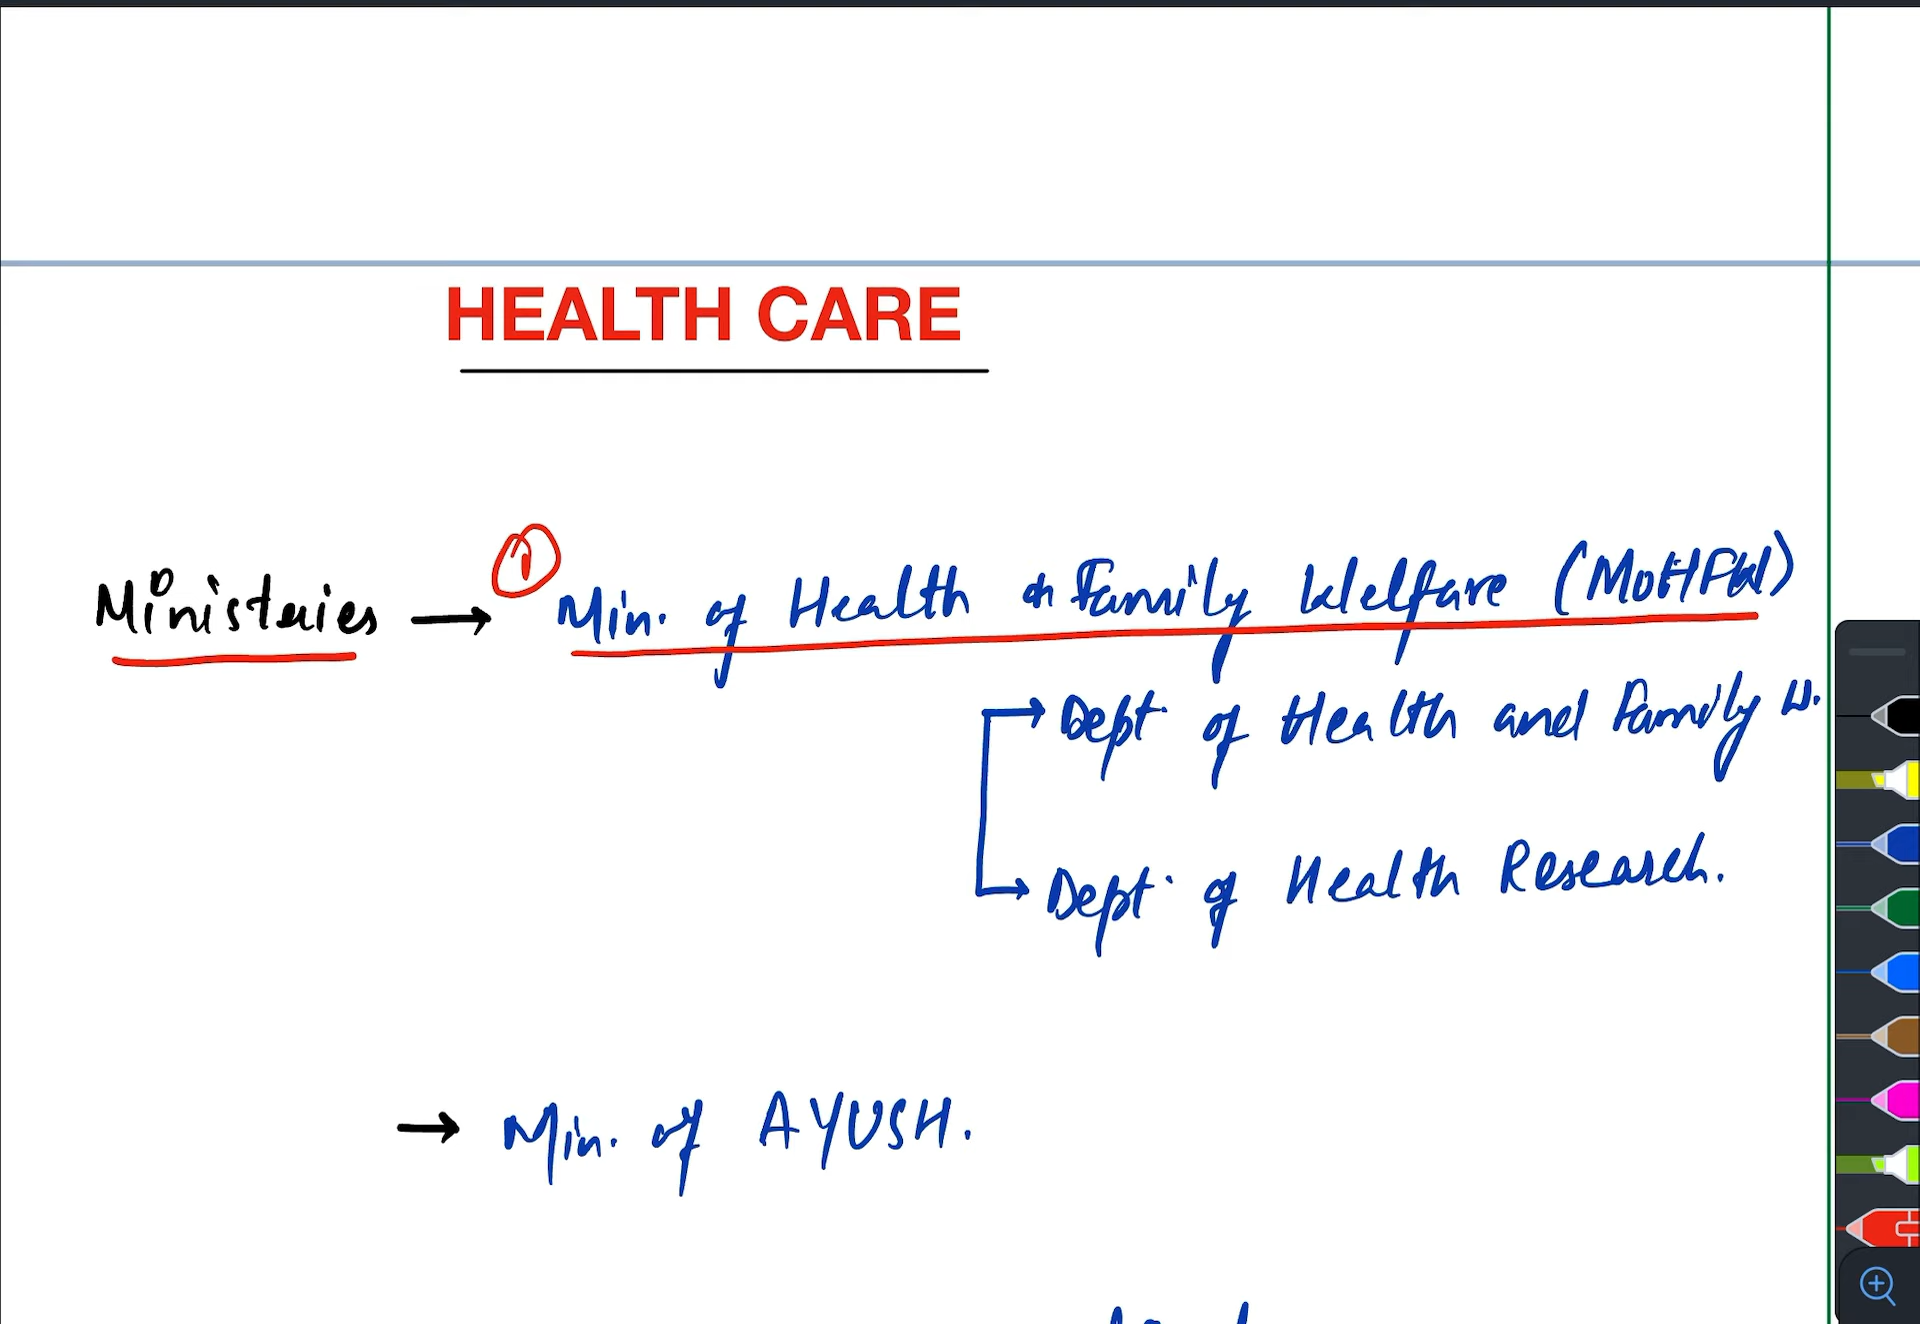 HEALTH CARE
Ministries → ① Min. of Health & Family Welfare (MoHFW)
→ Dept. of Health and Family W.
→ Dept. of Health Research.
→ Min. of AYUSH.